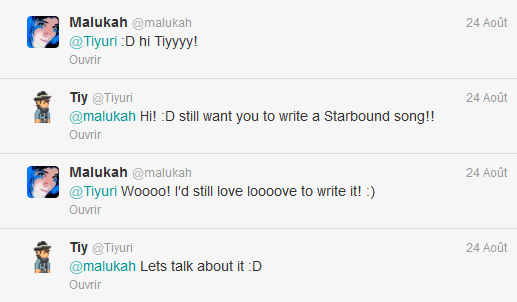 Malukah @malukah 24 Août
@Tiyuri :D hi Tiyyyy!
Ouvrir
Tiy @Tiyuri 24 Août
@malukah Hi! :D still want you to write a Starbound song!!
Ouvrir
Malukah @malukah 24 Août
@Tiyuri Woooo! I'd still love loooove to write it! :)
Ouvrir
Tiy @Tiyuri 24 Août
@malukah Lets talk about it :D
Ouvrir